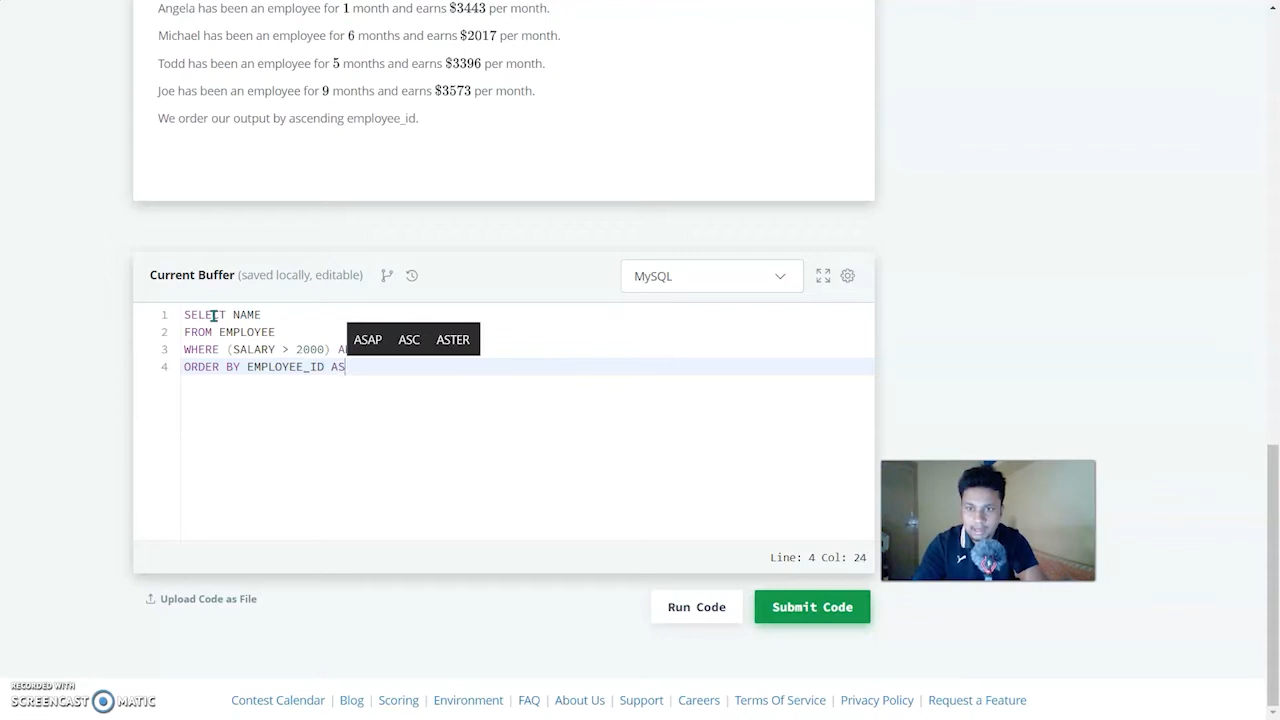 Angela has been an employee for 1 month and earns $3443 per month.
Michael has been an employee for 6 months and earns $2017 per month.
Todd has been an employee for 5 months and earns $3396 per month.
Joe has been an employee for 9 months and earns $3573 per month.
We order our output by ascending employee_id.
Current Buffer (saved locally, editable)
MySQL
1 SELECT NAME
2 FROM EMPLOYEE
3 WHERE (SALARY > 2000)
4 ORDER BY EMPLOYEE_ID AS
ASAP ASC ASTER
Line: 4 Col: 24
Upload Code as File
Run Code
Submit Code
RECORDED WITH
SCREENCAST MATIC
Contest Calendar | Blog | Scoring | Environment | FAQ | About Us | Support | Careers | Terms Of Service | Privacy Policy | Request a Feature